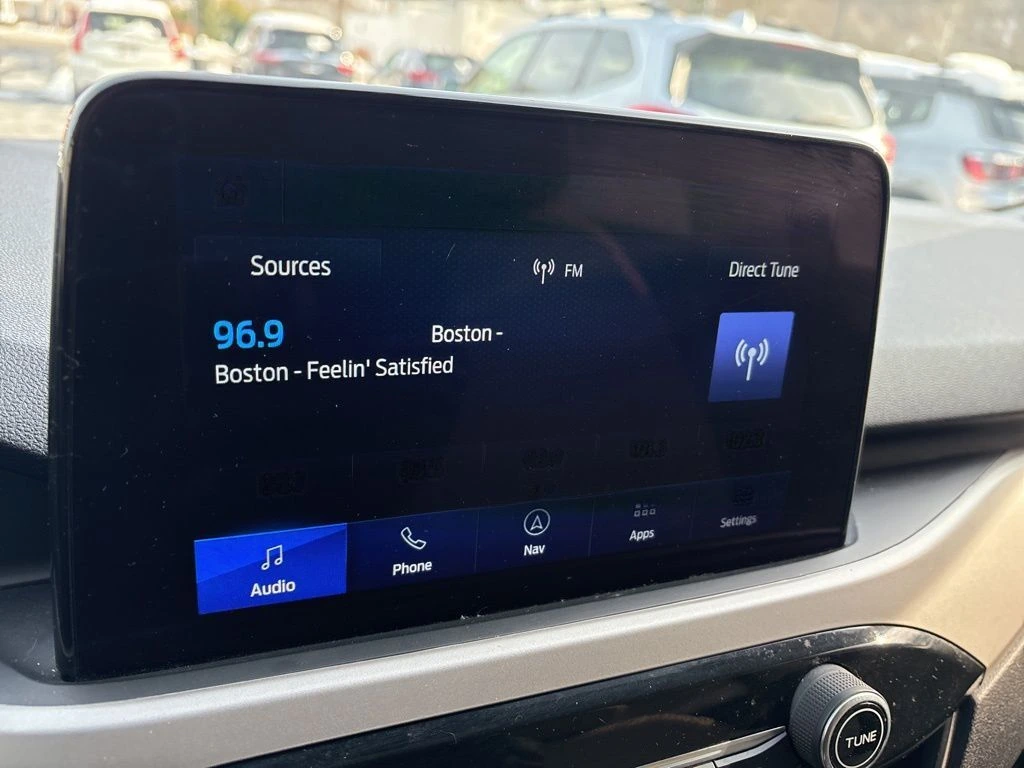 Sources
FM
Direct Tune
96.9
Boston -
Boston - Feelin' Satisfied
Audio
Phone
Nav
Apps
Settings
TUNE